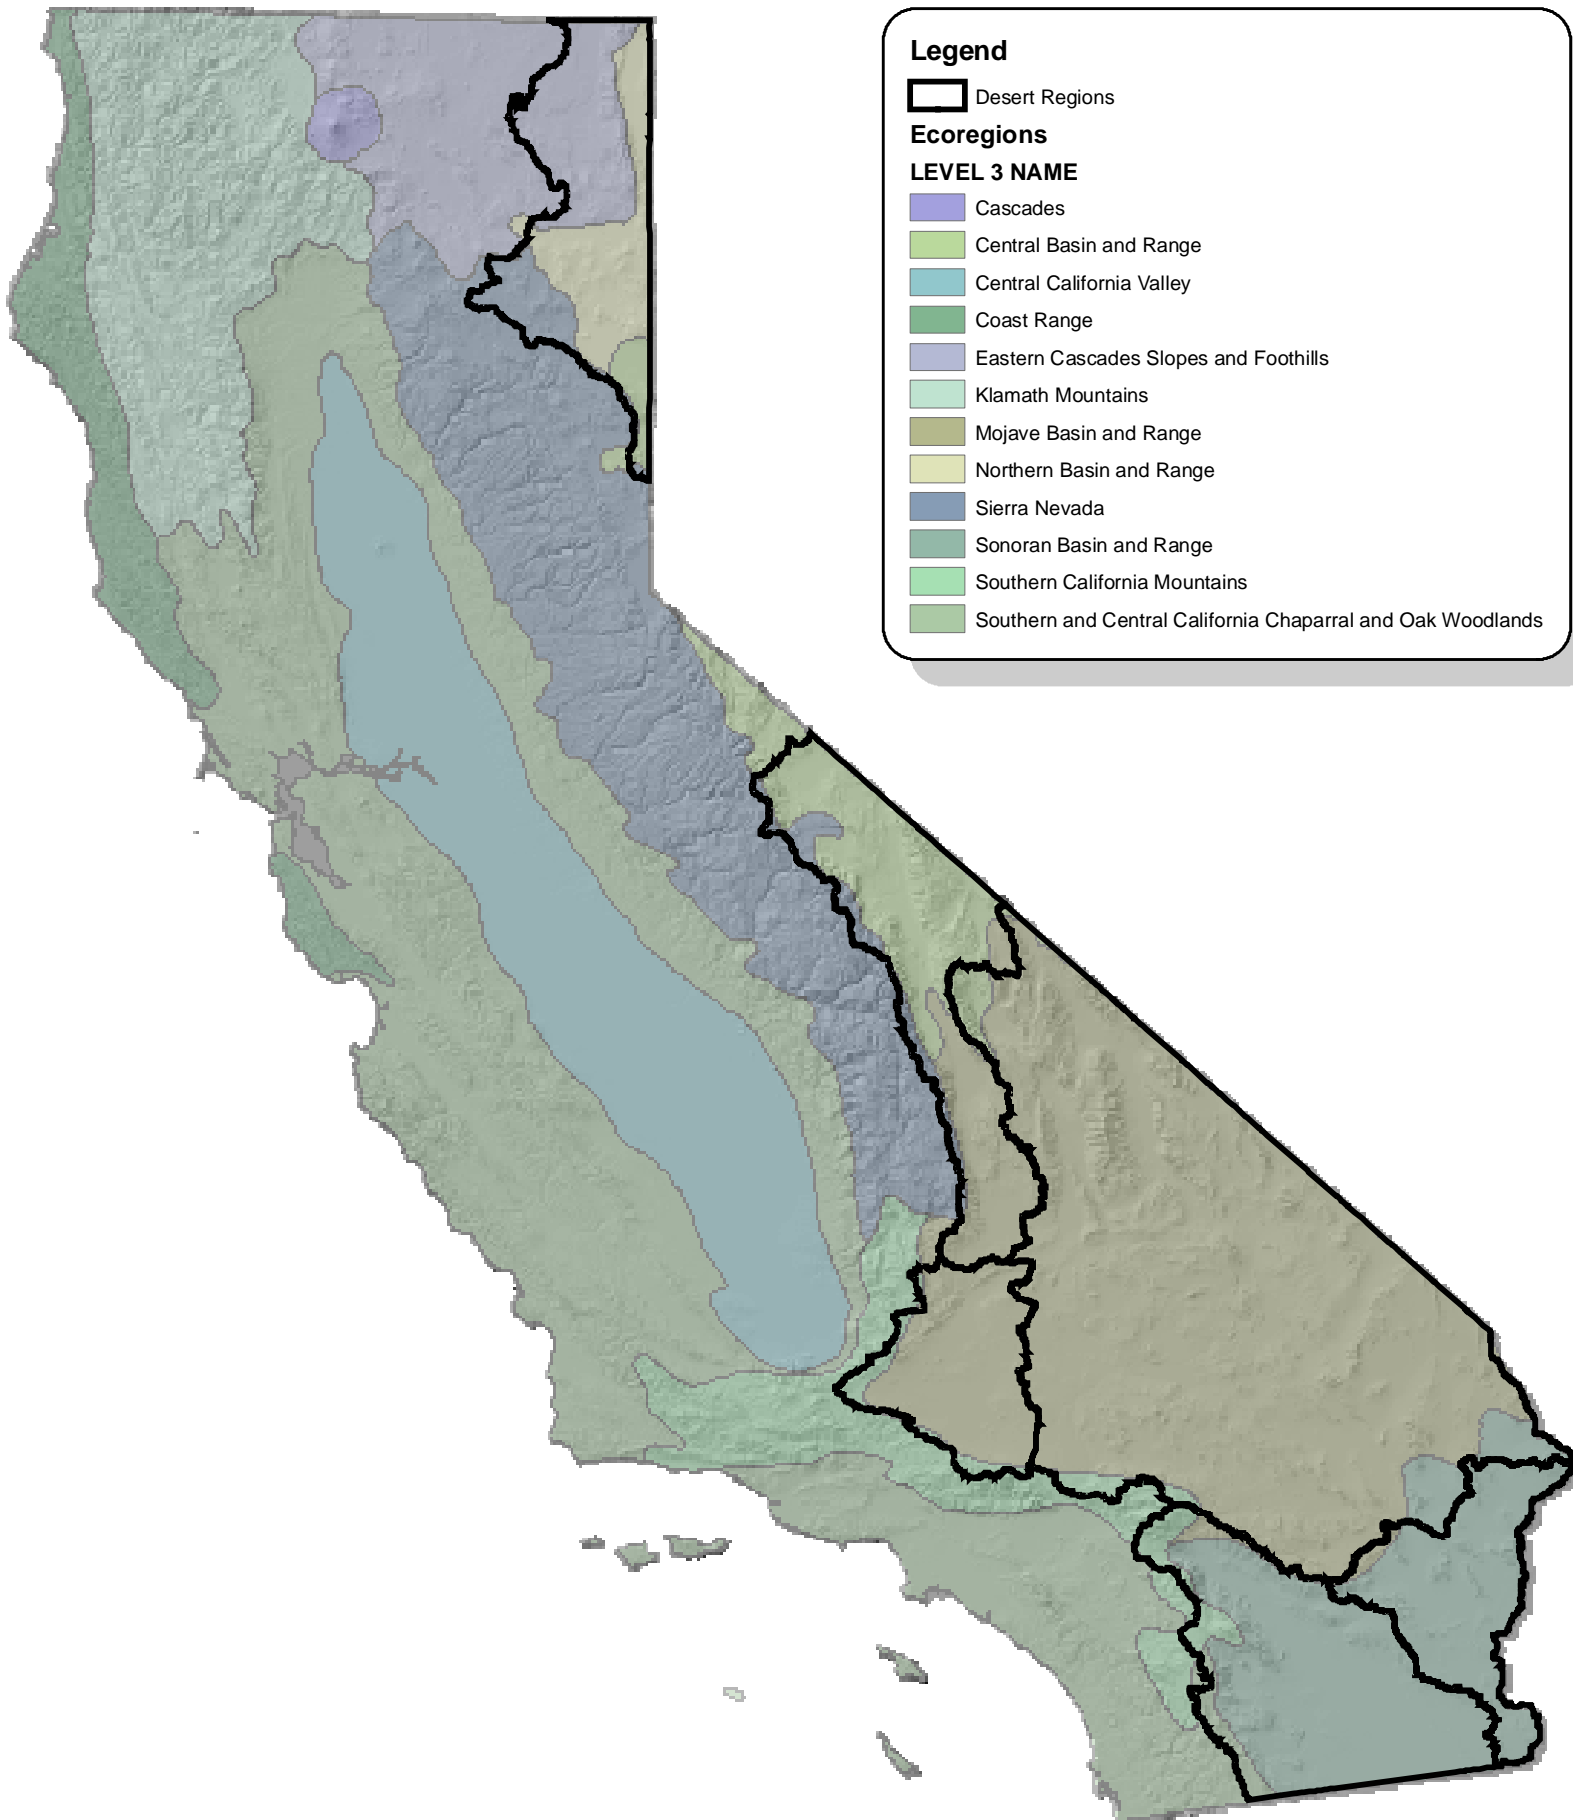 Legend
Desert Regions
Ecoregions
LEVEL 3 NAME
Cascades
Central Basin and Range
Central California Valley
Coast Range
Eastern Cascades Slopes and Foothills
Klamath Mountains
Mojave Basin and Range
Northern Basin and Range
Sierra Nevada
Sonoran Basin and Range
Southern California Mountains
Southern and Central California Chaparral and Oak Woodlands